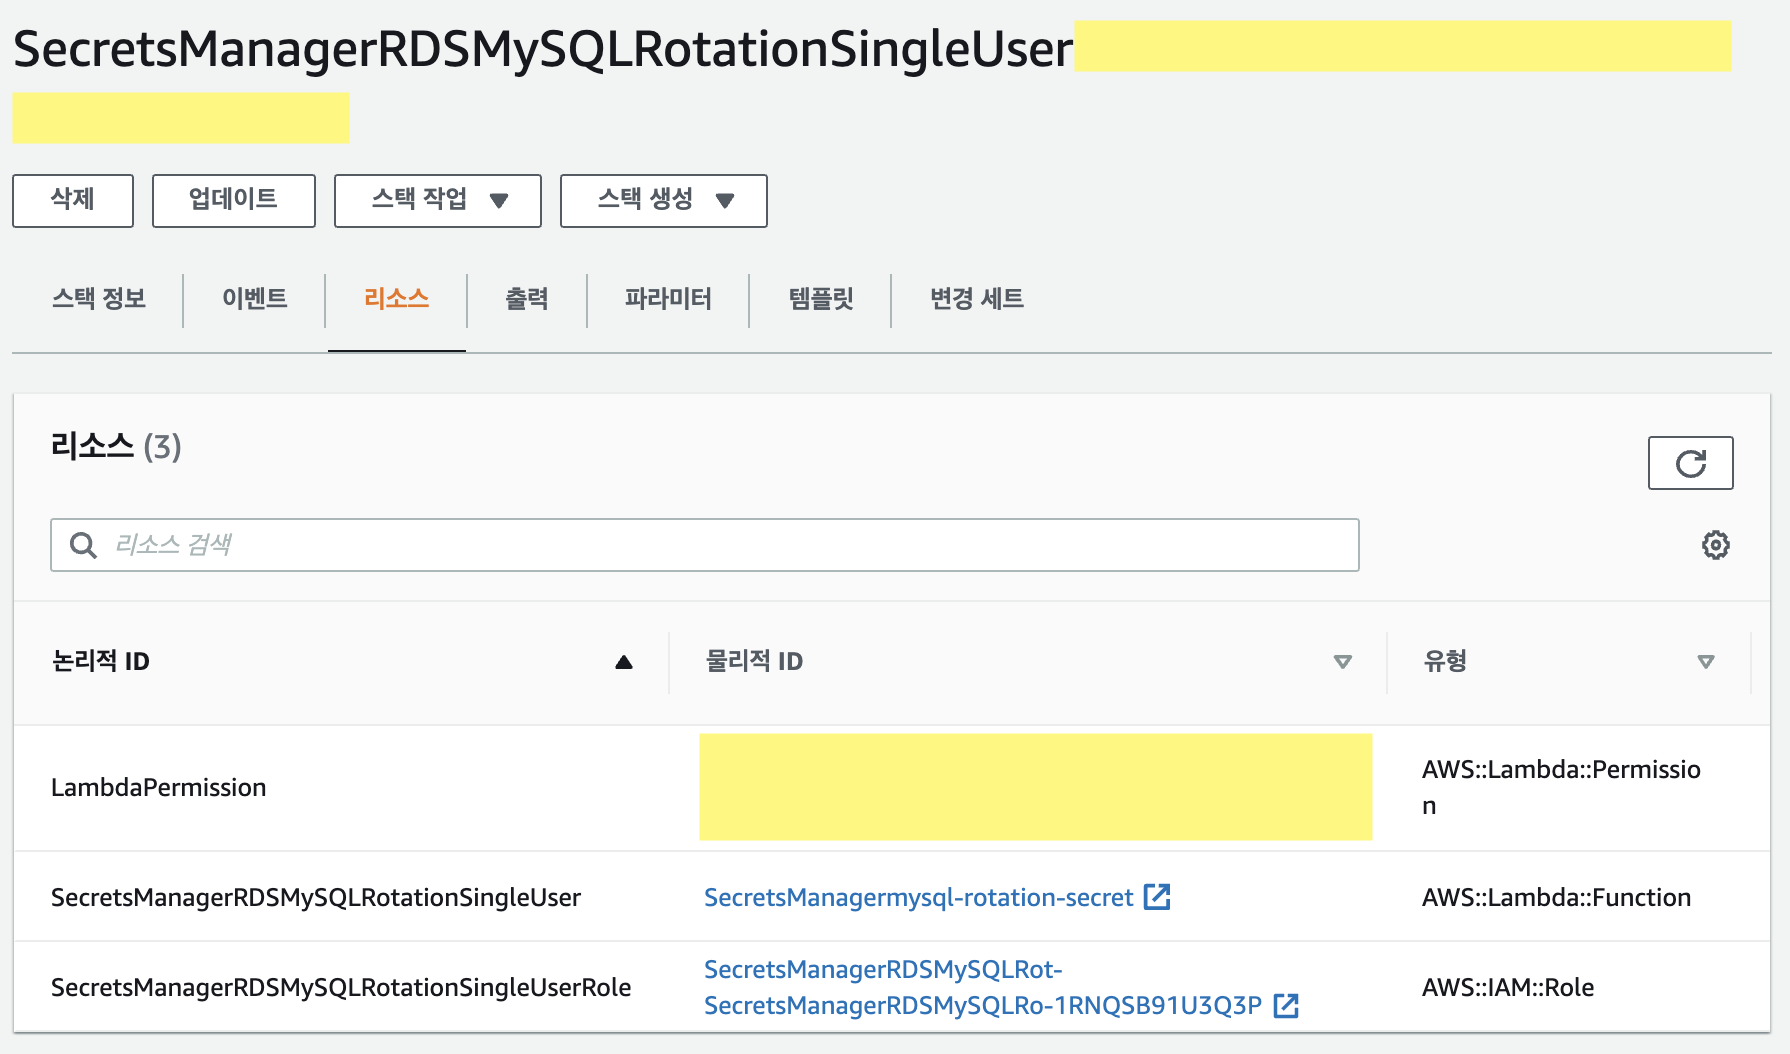 SecretsManagerRDSMySQLRotationSingleUser
삭제 업데이트 스택 작업 스택 생성
스택 정보 이벤트 리소스 출력 파라미터 템플릿 변경 세트
리소스 (3)
리소스 검색
논리적 ID 물리적 ID 유형
LambdaPermission AWS::Lambda::Permissio
n
SecretsManagerRDSMySQLRotationSingleUser SecretsManagermysql-rotation-secret AWS::Lambda::Function
SecretsManagerRDSMySQLRot-
SecretsManagerRDSMySQLRotationSingleUserRole SecretsManagerRDSMySQLRo-1RNQSB91U3Q3P AWS::IAM::Role